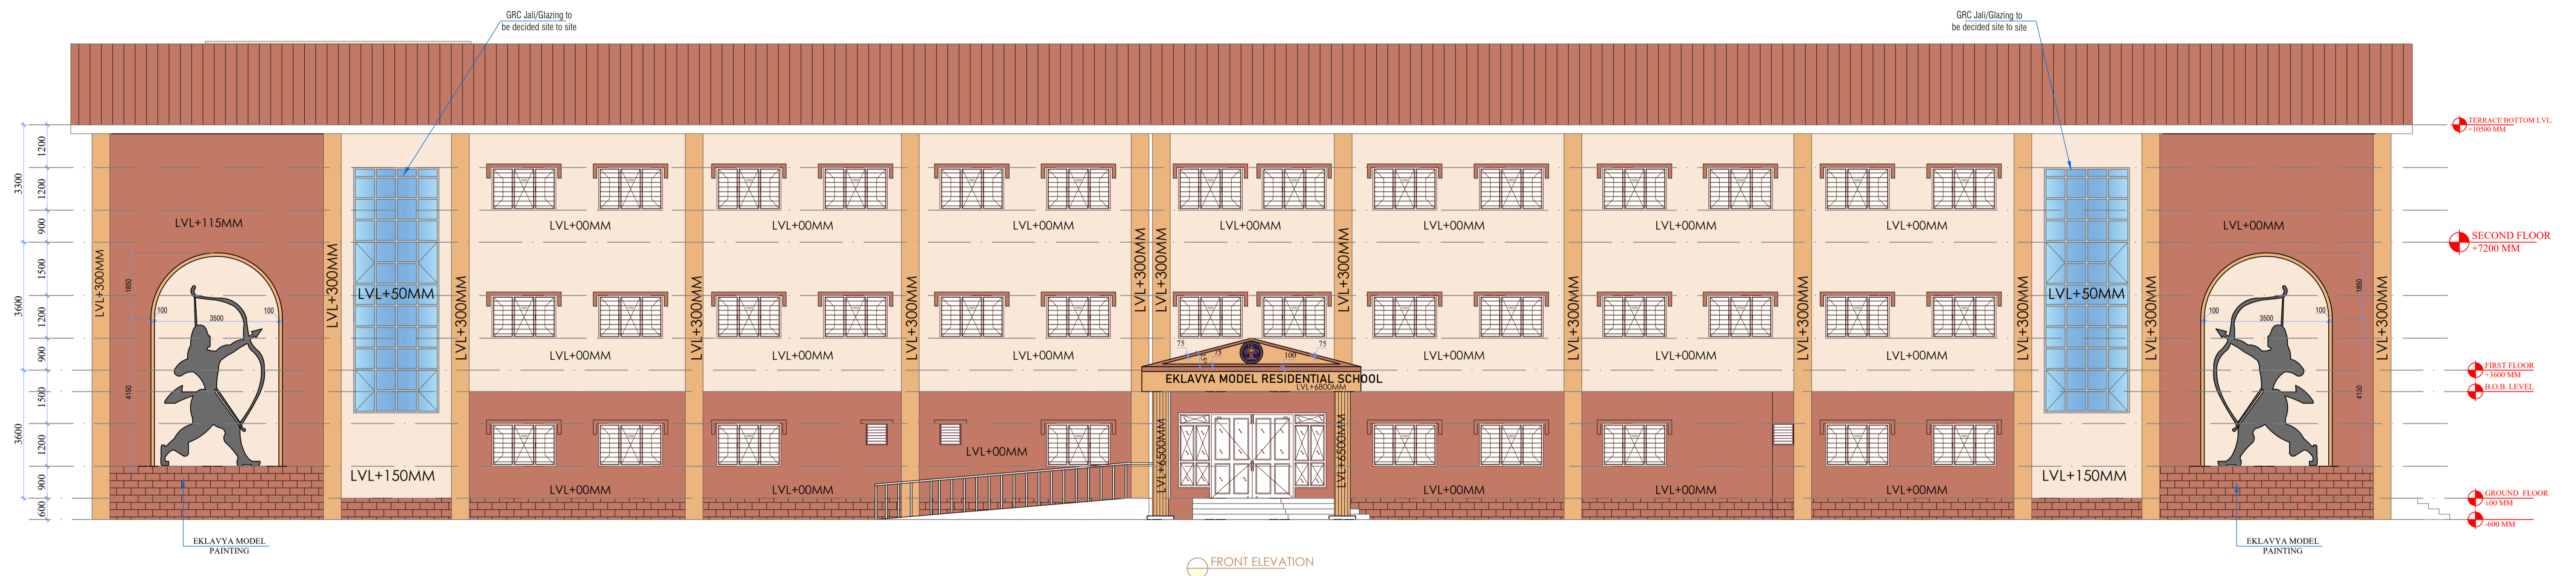 GRC Jali/Glazing to
be decided site to site
GRC Jali/Glazing to
be decided site to site
TERRACE BOTTOM LVL.
+10500 MM
SECOND FLOOR
+7200 MM
FIRST FLOOR
+3600 MM
B.O.B. LEVEL
GROUND FLOOR
±00 MM
-600 MM
1200
3300
1200
900
1500
3600
1200
900
1500
3600
1200
900
600
LVL+115MM
LVL+00MM
LVL+00MM
LVL+00MM
LVL+00MM
LVL+00MM
LVL+00MM
LVL+00MM
LVL+00MM
LVL+300MM
LVL+300MM
LVL+300MM
LVL+300MM
LVL+300MM
LVL+300MM
LVL+300MM
LVL+300MM
LVL+300MM
LVL+300MM
LVL+300MM
LVL+300MM
LVL+300MM
LVL+50MM
LVL+50MM
1850
100
3500
100
4150
1850
100
3500
100
4130
LVL+00MM
LVL+00MM
LVL+00MM
LVL+00MM
LVL+00MM
LVL+00MM
75
75
100
75
EKLAVYA MODEL RESIDENTIAL SCHOOL
LVL+6800MM
LVL+6500MM
LVL+6500MM
LVL+00MM
LVL+150MM
LVL+150MM
LVL+00MM
LVL+00MM
LVL+00MM
LVL+00MM
LVL+00MM
EKLAVYA MODEL
PAINTING
EKLAVYA MODEL
PAINTING
FRONT ELEVATION